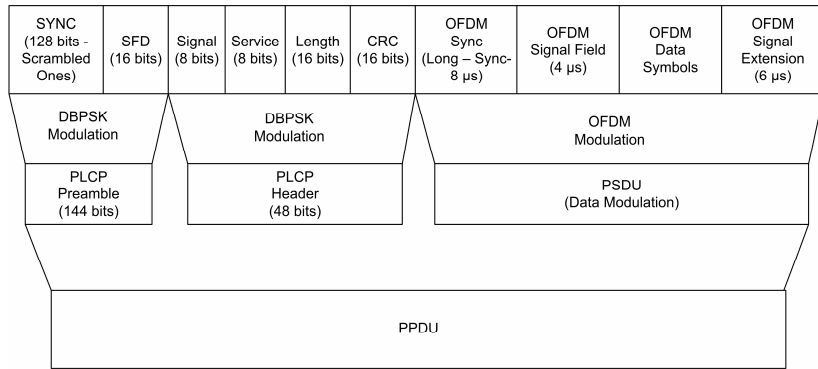 SYNC
(128 bits -
Scrambled
Ones)
SFD
(16 bits)
Signal
(8 bits)
Service
(8 bits)
Length
(16 bits)
CRC
(16 bits)
OFDM
Sync
(Long – Sync-
8 µs)
OFDM
Signal Field
(4 µs)
OFDM
Data
Symbols
OFDM
Signal
Extension
(6 µs)
DBPSK
Modulation
DBPSK
Modulation
OFDM
Modulation
PLCP
Preamble
(144 bits)
PLCP
Header
(48 bits)
PSDU
(Data Modulation)
PPDU